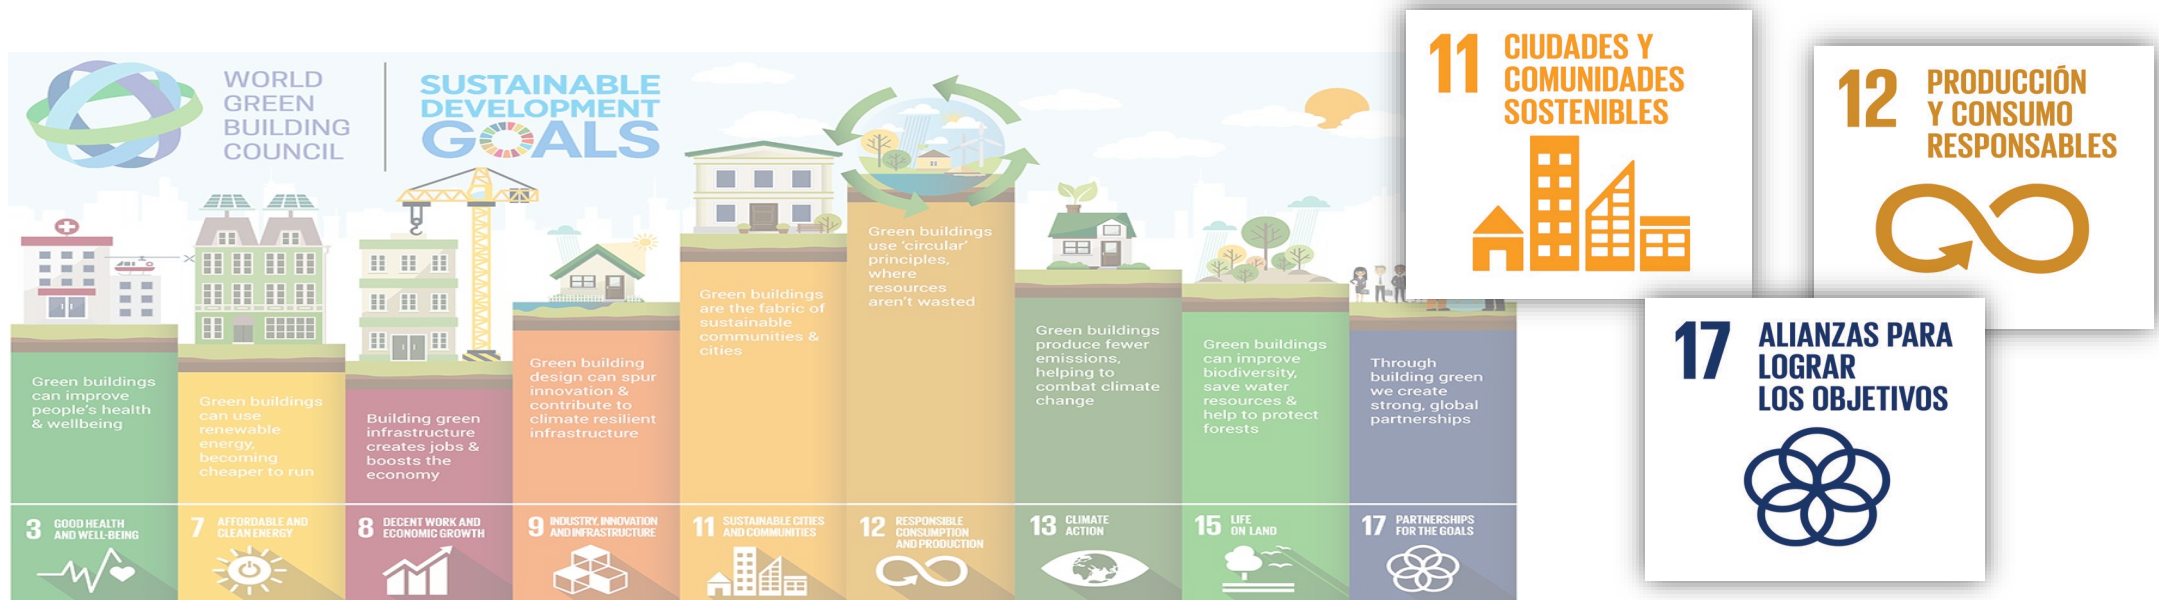 WORLD
GREEN
BUILDING
COUNCIL
SUSTAINABLE
DEVELOPMENT
GOALS
Green buildings
can improve
people's health
& wellbeing
Green buildings
can use
renewable
energy,
becoming
cheaper to run
Building green
infrastructure
creates jobs &
boosts the
economy
Green building
design can spur
innovation &
contribute to
climate resilient
infrastructure
Green buildings
are the fabric of
sustainable
communities &
cities
Green buildings
use 'circular'
principles,
where
resources
aren't wasted
Green buildings
produce fewer
emissions,
helping to
combat climate
change
Green buildings
can improve
biodiversity,
save water
resources &
help to protect
forests
Through
building green
we create
strong, global
partnerships
3 GOOD HEALTH
AND WELL-BEING
7 AFFORDABLE AND
CLEAN ENERGY
8 DECENT WORK AND
ECONOMIC GROWTH
9 INDUSTRY, INNOVATION
AND INFRASTRUCTURE
11 SUSTAINABLE CITIES
AND COMMUNITIES
12 RESPONSIBLE
CONSUMPTION
AND PRODUCTION
13 CLIMATE
ACTION
15 LIFE
ON LAND
17 PARTNERSHIPS
FOR THE GOALS
11 CIUDADES Y
COMUNIDADES
SOSTENIBLES
12 PRODUCCIÓN
Y CONSUMO
RESPONSABLES
17 ALIANZAS PARA
LOGRAR
LOS OBJETIVOS